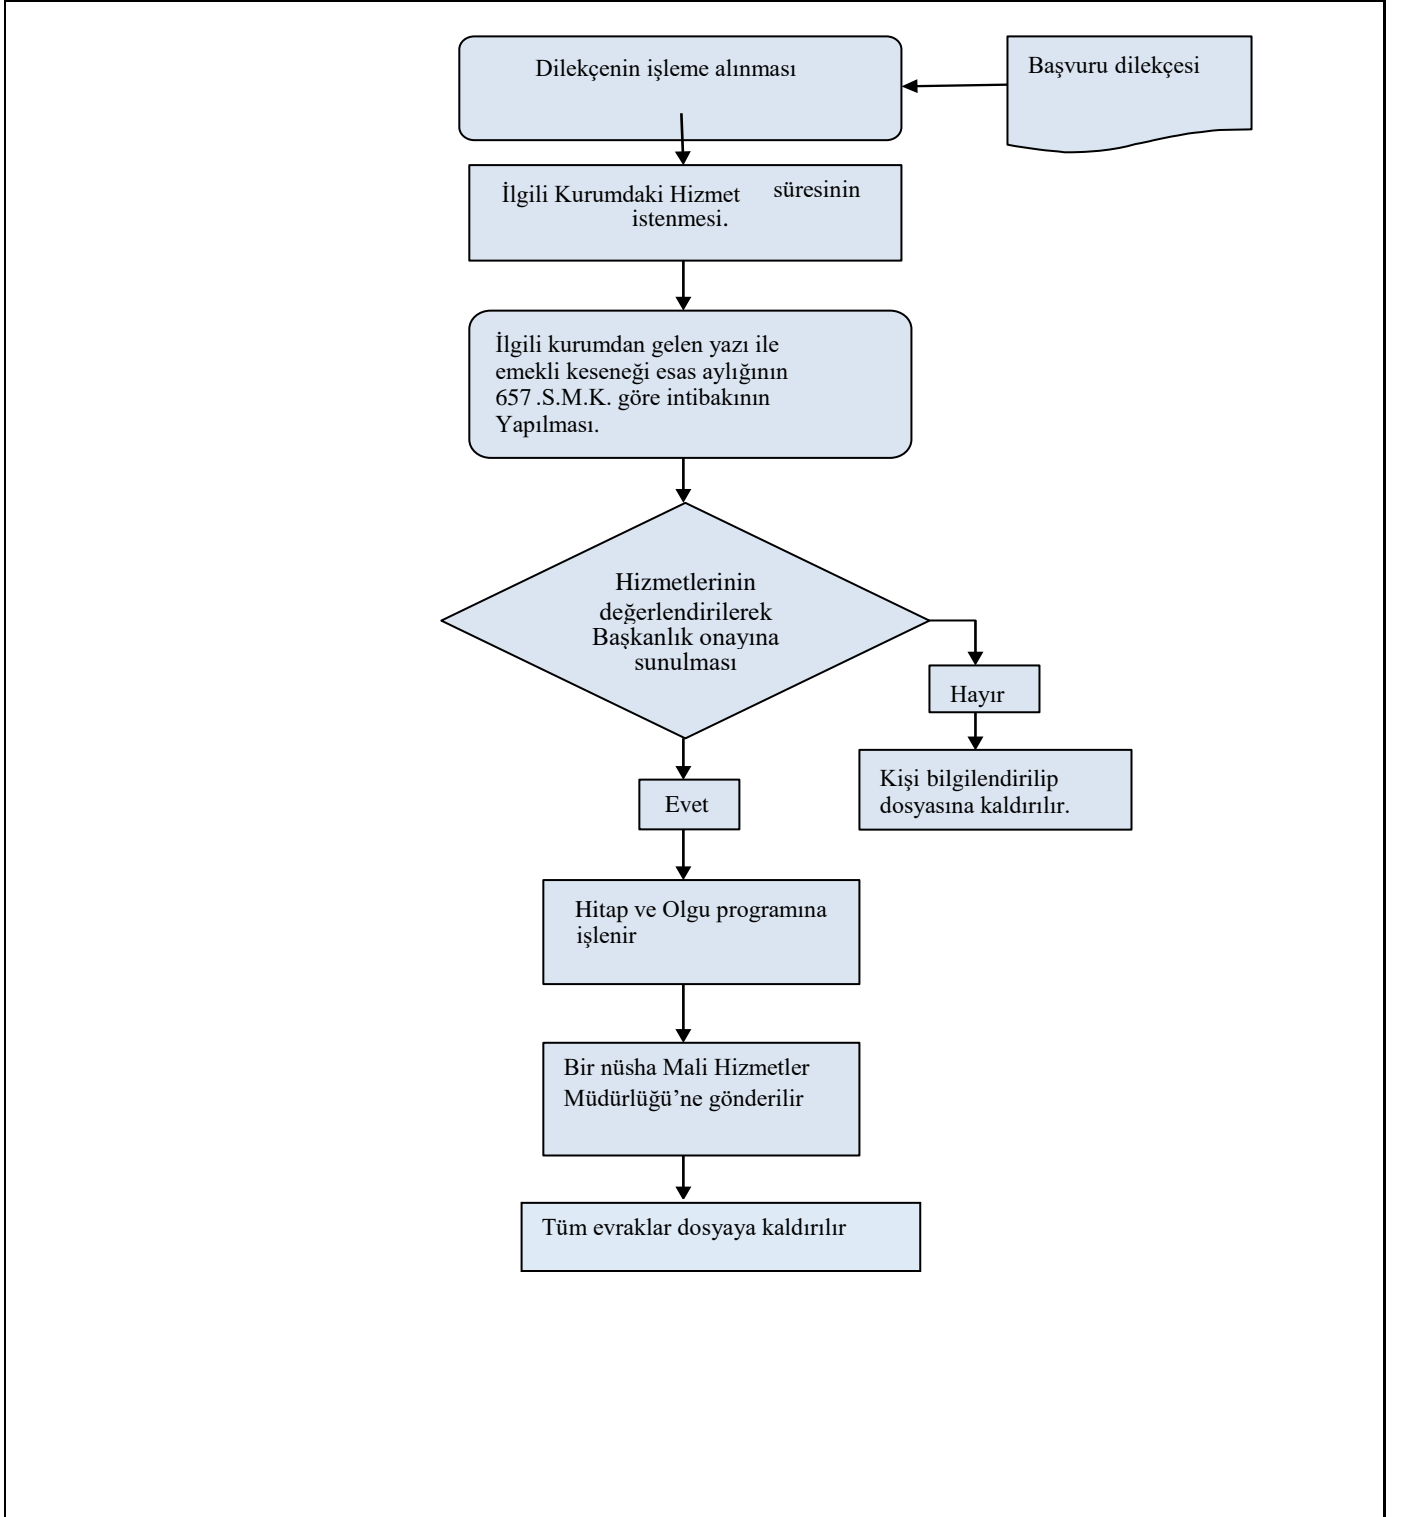 Dilekçenin işleme alınması
Başvuru dilekçesi
İlgili Kurumdaki Hizmet süresinin
istenmesi.
İlgili kurumdan gelen yazı ile
emekli keseneği esas aylığının
657 .S.M.K. göre intibakının
Yapılması.
Hizmetlerinin
değerlendirilerek
Başkanlık onayına
sunulması
Hayır
Kişi bilgilendirilip
dosyasına kaldırılır.
Evet
Hitap ve Olgu programına
işlenir
Bir nüsha Mali Hizmetler
Müdürlüğü’ne gönderilir
Tüm evraklar dosyaya kaldırılır